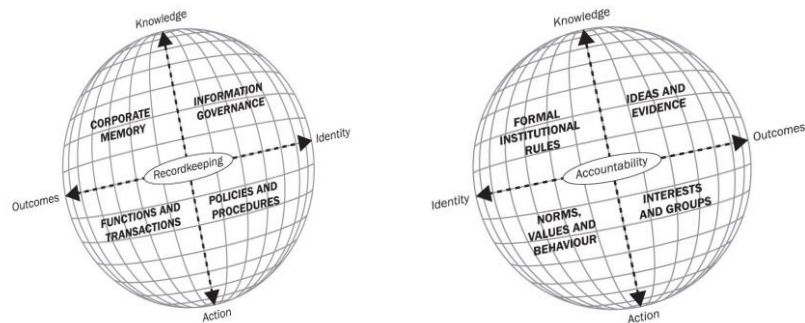 Knowledge
INFORMATION
GOVERNANCE
CORPORATE
MEMORY
Identity
Recordkeeping
Outcomes
POLICIES AND
PROCEDURES
FUNCTIONS AND
TRANSACTIONS
Action
Knowledge
IDEAS AND
EVIDENCE
FORMAL
INSTITUTIONAL
RULES
Outcomes
Accountability
Identity
INTERESTS
AND GROUPS
NORMS,
VALUES AND
BEHAVIOUR
Action